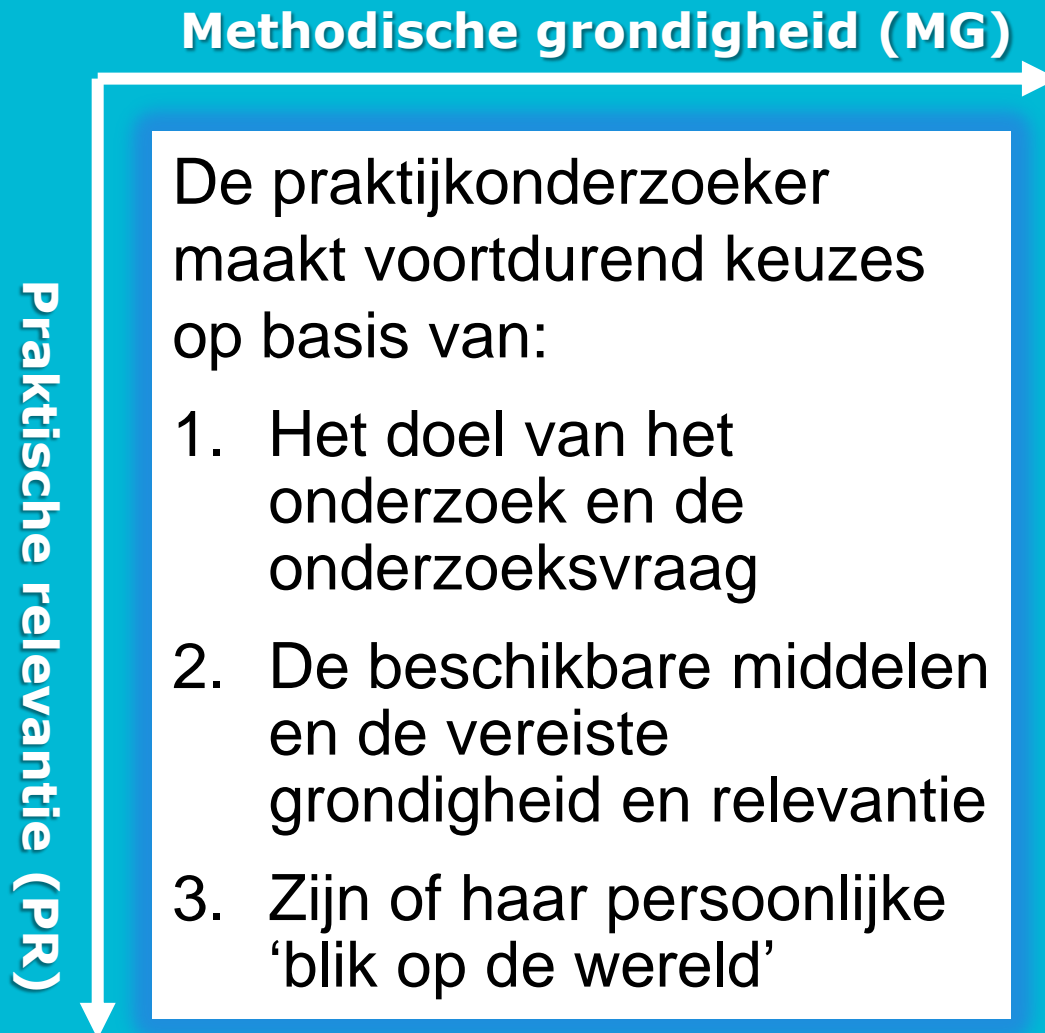 Methodische grondigheid (MG)
Praktische relevantie (PR)
De praktijkonderzoeker
maakt voortdurend keuzes
op basis van:
1. Het doel van het
onderzoek en de
onderzoeksvraag
2. De beschikbare middelen
en de vereiste
grondigheid en relevantie
3. Zijn of haar persoonlijke
‘blik op de wereld’